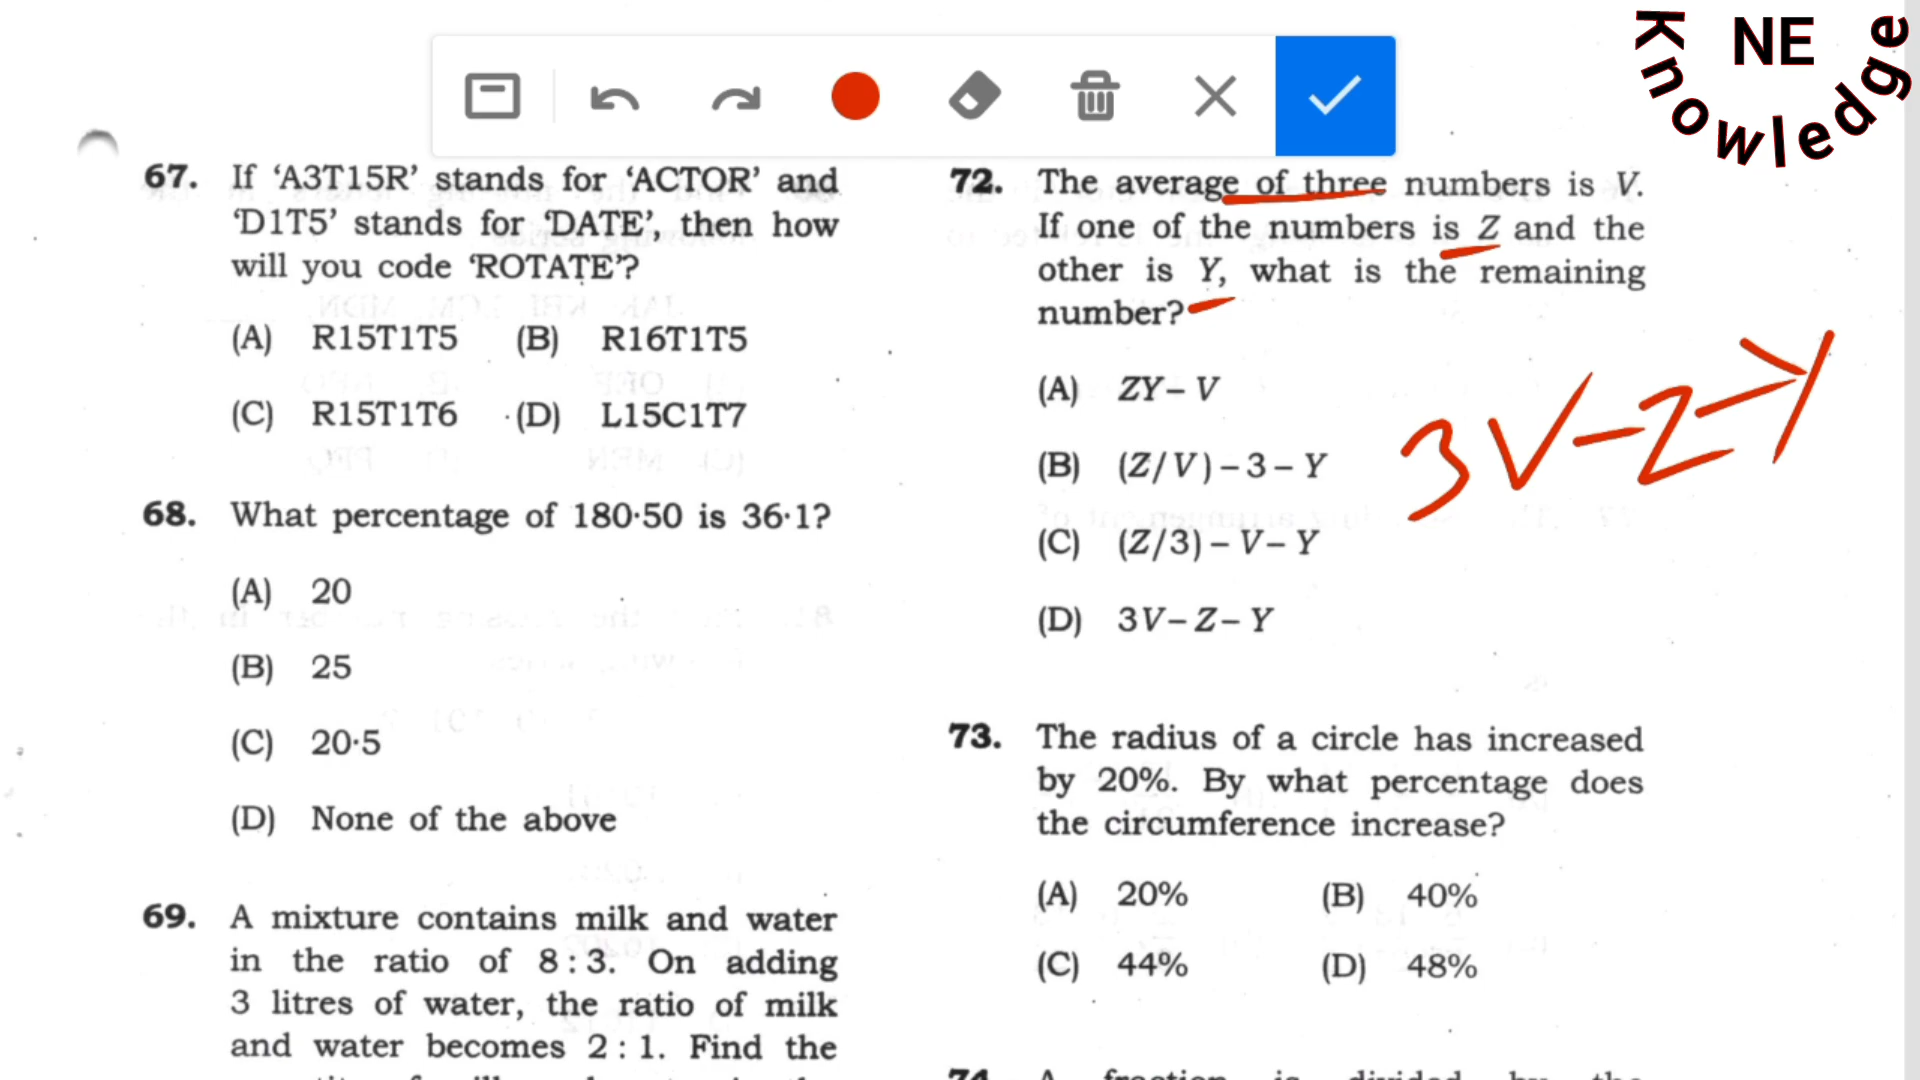 NE
Knowledge
67. If ‘A3T15R’ stands for ‘ACTOR’ and
‘D1T5’ stands for ‘DATE’, then how
will you code ‘ROTATE’?
(A) R15T1T5 (B) R16T1T5
(C) R15T1T6 (D) L15C1T7
68. What percentage of 180·50 is 36·1?
(A) 20
(B) 25
(C) 20·5
(D) None of the above
69. A mixture contains milk and water
in the ratio of 8 : 3. On adding
3 litres of water, the ratio of milk
and water becomes 2 : 1. Find the
72. The average of three numbers is V.
If one of the numbers is Z and the
other is Y, what is the remaining
number?
(A) ZY – V
(B) (Z/V) – 3 – Y
(C) (Z/3) – V – Y
(D) 3V – Z – Y
3V-Z-Y
73. The radius of a circle has increased
by 20%. By what percentage does
the circumference increase?
(A) 20% (B) 40%
(C) 44% (D) 48%
74. A fraction is divided by the